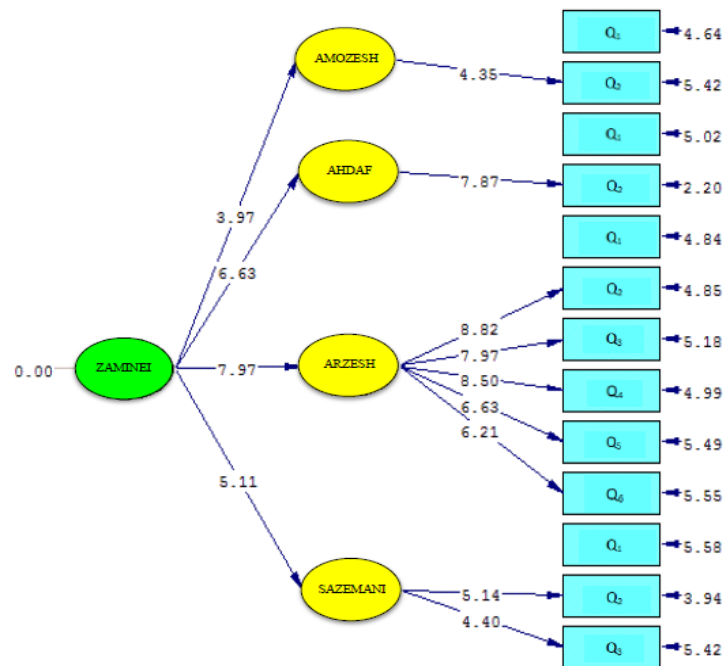 Q₁ 4.64
AMOZESH 4.35 Q₂ 5.42
Q₁ 5.02
AHDAF 7.87 Q₂ 2.20
3.97 Q₁ 4.84
6.63 Q₂ 4.85
8.82
7.97 Q₃ 5.18
0.00 ZAMINEI 7.97 ARZESH 8.50 Q₄ 4.99
6.63 Q₅ 5.49
6.21
5.11 Q₆ 5.55
Q₁ 5.58
SAZEMANI 5.14 Q₂ 3.94
4.40 Q₃ 5.42